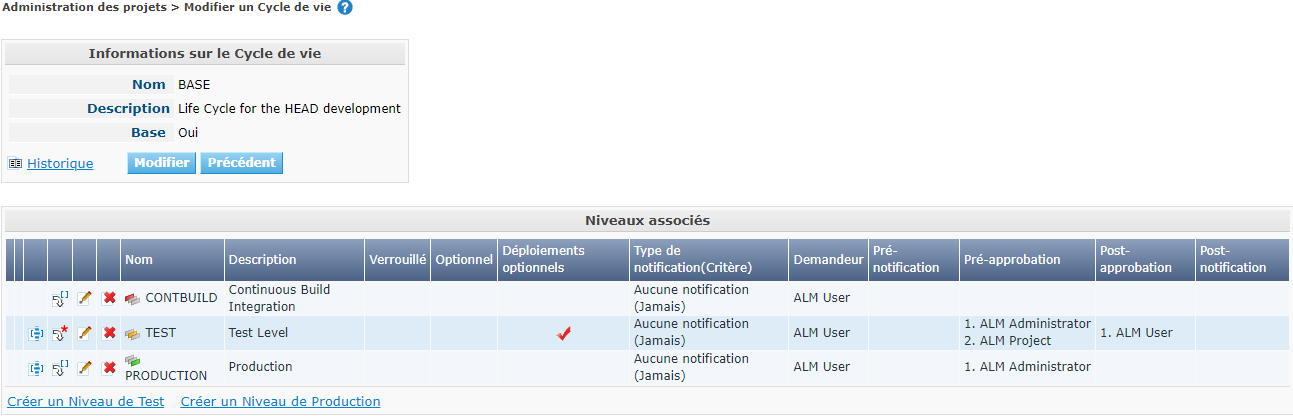 Administration des projets > Modifier un Cycle de vie ?
Informations sur le Cycle de vie
Nom BASE
Description Life Cycle for the HEAD development
Base Oui
Historique Modifier Précédent
Niveaux associés
Nom Description Verrouillé Optionnel Déploiements optionnels Type de notification(Critère) Demandeur Pré-notification Pré-approbation Post-approbation Post-notification
CONTBUILD Continuous Build Integration Aucune notification (Jamais) ALM User
TEST Test Level Aucune notification (Jamais) ALM User 1. ALM Administrator 2. ALM Project 1. ALM User
PRODUCTION Production Aucune notification (Jamais) ALM User 1. ALM Administrator
Créer un Niveau de Test Créer un Niveau de Production